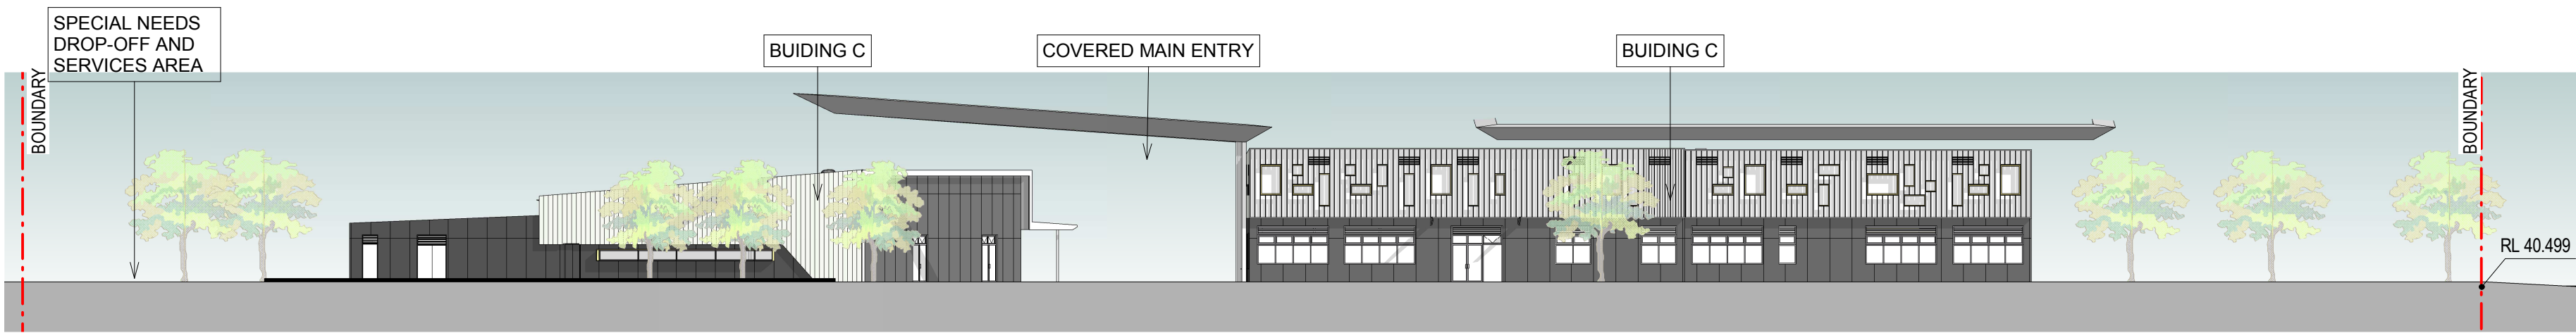 SPECIAL NEEDS
DROP-OFF AND
SERVICES AREA
BOUNDARY
BUIDING C
COVERED MAIN ENTRY
BUIDING C
BOUNDARY
RL 40.499